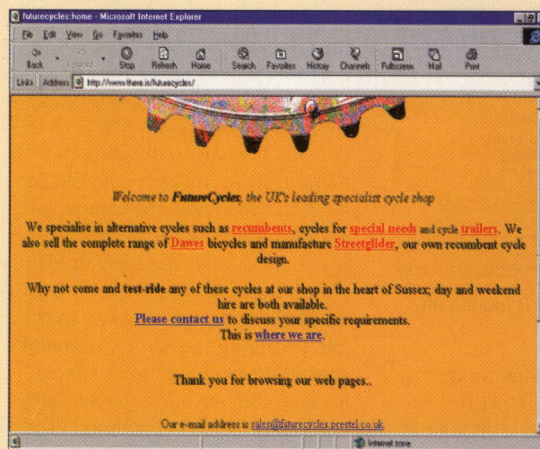 futurecycles:home - Microsoft Internet Explorer
File Edit View Go Favorites Help
Back Stop Refresh Home Search Favorites History Channels Fullscreen Mail Print
Links Address http://www.there.is/futurecycles/
Welcome to FutureCycles, the UK's leading specialist cycle shop
We specialise in alternative cycles such as recumbents, cycles for special needs and cycle trailers. We
also sell the complete range of Dawes bicycles and manufacture Streetglider, our own recumbent cycle
design.
Why not come and test-ride any of these cycles at our shop in the heart of Sussex; day and weekend
hire are both available.
Please contact us to discuss your specific requirements.
This is where we are.
Thank you for browsing our web pages..
Our e-mail address is sales@futurecycles.prestel.co.uk
Internet zone